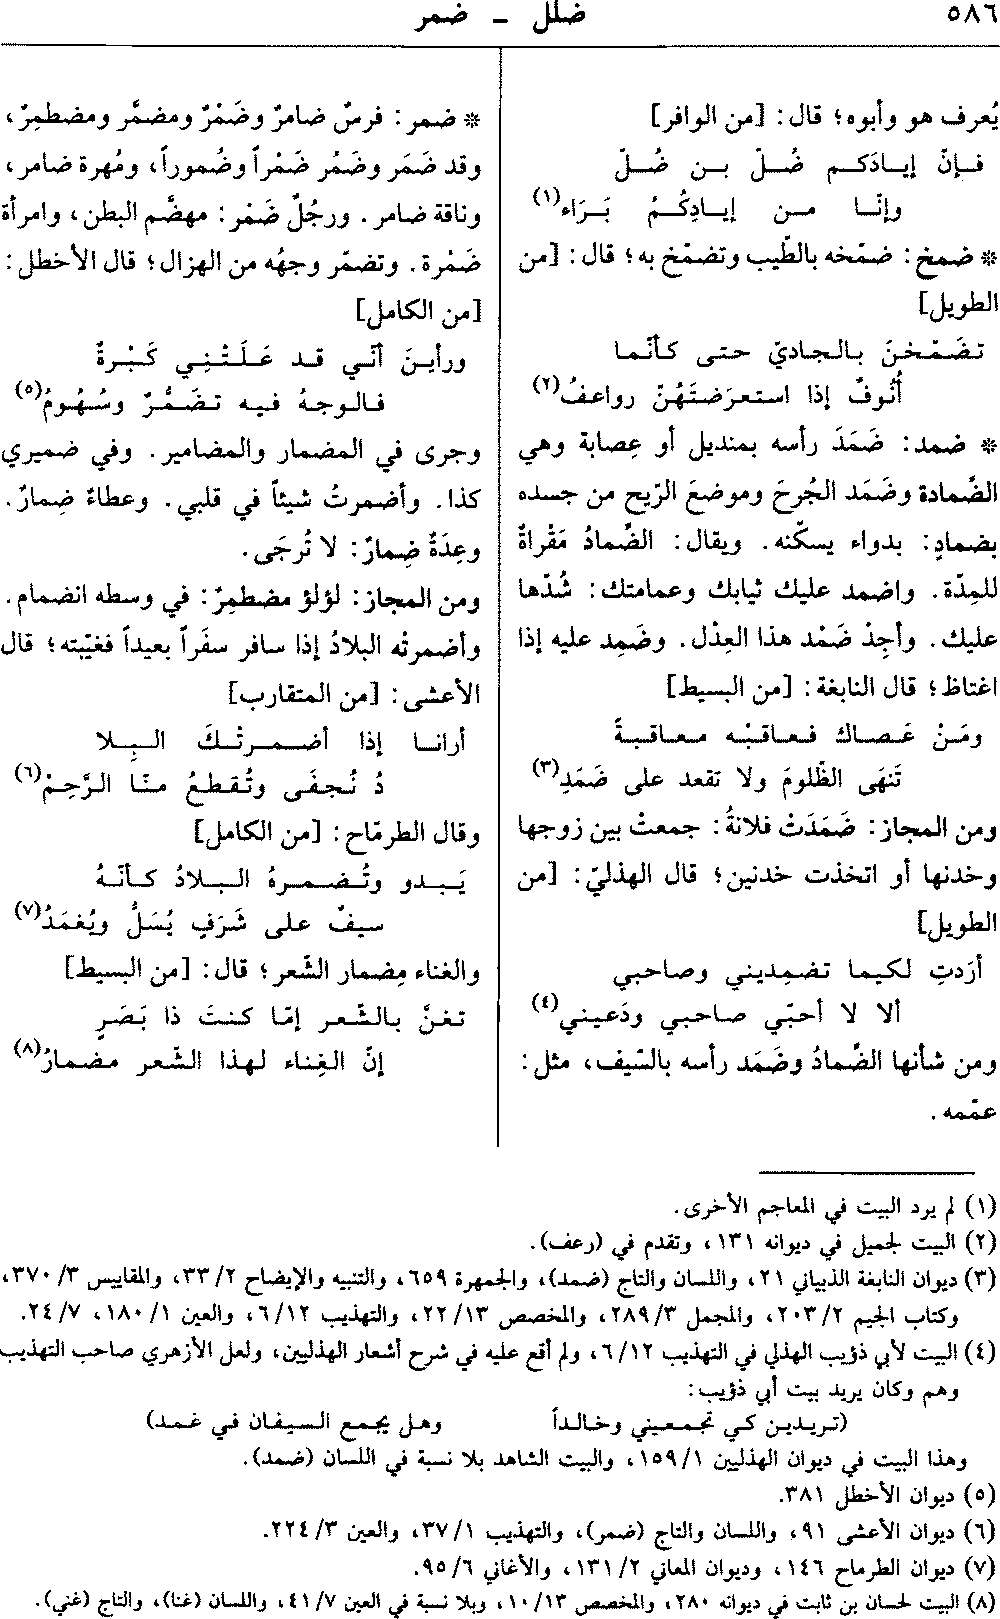 ٥٨٦
ضلل - ضمر
يُعرف هو وأبوه؛ قال: [من الوافر]
فإنّ إيادَكم ضُلّ بن ضُلّ
وإنّا من إيادِكُمُ بَرَاء(١)
* ضمخ: ضمّخه بالطّيب وتضمّخ به؛ قال: [من
الطويل]
تضَمّخنَ بالجاديّ حتى كأنّما
أُنُوفٌ إذا استعرَضتَهُنّ رواعفُ(٢)
* ضمد: ضَمَدَ رأسه بمنديل أو عِصابة وهي
الضِّمادة وضَمَد الجُرحَ وموضعَ الرّيح من جسده
بضمادٍ: بدواء يسكّنه. ويقال: الضِّمادُ مَقْراةٌ
للمِدّة. واضمد عليك ثيابك وعمامتك: شُدّها
عليك. وأجِدْ ضَمْد هذا العِدْل. وضَمِد عليه إذا
اغتاظ؛ قال النابغة: [من البسيط]
ومَنْ عَصاك فعاقبْه معاقبةً
تَنهَى الظّلومَ ولا تقعد على ضَمَدِ(٣)
ومن المجاز: ضَمَدَتْ فلانةُ: جمعتْ بين زوجها
وخدنها أو اتخذت خدنين؛ قال الهذليّ: [من
الطويل]
أرَدتِ لكيما تضمِديني وصاحبي
ألا لا أحبّي صاحبي ودَعيني(٤)
ومن شأنها الضِّمادُ وضَمَد رأسه بالسّيف، مثل:
عمّمه.
* ضمر: فرسٌ ضامرٌ وضَمْرٌ ومضمَّر ومضطمِرٌ،
وقد ضَمَر وضَمُر ضَمْراً وضُموراً، ومُهرة ضامر،
وناقة ضامر. ورجُلٌ ضَمْر: مهضَّم البطن، وامرأة
ضَمْرة. وتضمّر وجهُه من الهزال؛ قال الأخطل:
[من الكامل]
ورأينَ أنّي قد عَلَتْنِي كَبْرةٌ
فالوجهُ فيه تضَمُّرٌ وسُهُومُ(٥)
وجرى في المضمار والمضامير. وفي ضميري
كذا. وأضمرتُ شيئاً في قلبي. وعطاءٌ ضِمارٌ.
وعِدَةٌ ضِمارٌ: لا تُرجَى.
ومن المجاز: لؤلؤ مضطمِرٌ: في وسطه انضمام.
وأضمرتْه البلادُ إذا سافر سفَراً بعيداً فغيّبته؛ قال
الأعشى: [من المتقارب]
أرانا إذا أضمرتْكَ البِلا
دُ نُجفَى وتُقطعُ منّا الرَّحِمْ(٦)
وقال الطرمّاح: [من الكامل]
يَبدو وتُضمرهُ البلادُ كأنّهُ
سيفٌ على شَرَفٍ يُسَلُّ ويُغمَدُ(٧)
والغناء مِضمار الشّعر؛ قال: [من البسيط]
تغنَّ بالشّعر إمّا كنتَ ذا بَصَرٍ
إنّ الغِناء لهذا الشّعر مضمارُ(٨)
(١) لم يرد البيت في المعاجم الأخرى.
(٢) البيت لجميل في ديوانه ١٣١، وتقدم في (رعف).
(٣) ديوان النابغة الذبياني ٢١، واللسان والتاج (ضمد)، والجمهرة ٦٥٩، والتنبيه والإيضاح ٢/ ٣٣، والمقاييس ٣/ ٣٧٠،
وكتاب الجيم ٢/ ٢٠٣، والمجمل ٣/ ٢٨٩، والمخصص ١٣/ ٢٢، والتهذيب ١٢/ ٦، والعين ١/ ١٨٠، ٧/ ٢٤.
(٤) البيت لأبي ذؤيب الهذلي في التهذيب ١٢/ ٦، ولم أقع عليه في شرح أشعار الهذليين، ولعل الأزهري صاحب التهذيب
وهم وكان يريد بيت أبي ذؤيب:
(تريدين كي تجمعيني وخالداً وهل يجمع السيفان في غمد)
وهذا البيت في ديوان الهذليين ١/ ١٥٩، والبيت الشاهد بلا نسبة في اللسان (ضمد).
(٥) ديوان الأخطل ٣٨١.
(٦) ديوان الأعشى ٩١، واللسان والتاج (ضمر)، والتهذيب ١/ ٣٧، والعين ٣/ ٢٢٤.
(٧) ديوان الطرماح ١٤٦، وديوان المعاني ٢/ ١٣١، والأغاني ٦/ ٩٥.
(٨) البيت لحسان بن ثابت في ديوانه ٢٨٠، والمخصص ١٣/ ١٠، وبلا نسبة في العين ٧/ ٤١، واللسان (غنا)، والتاج (غني).